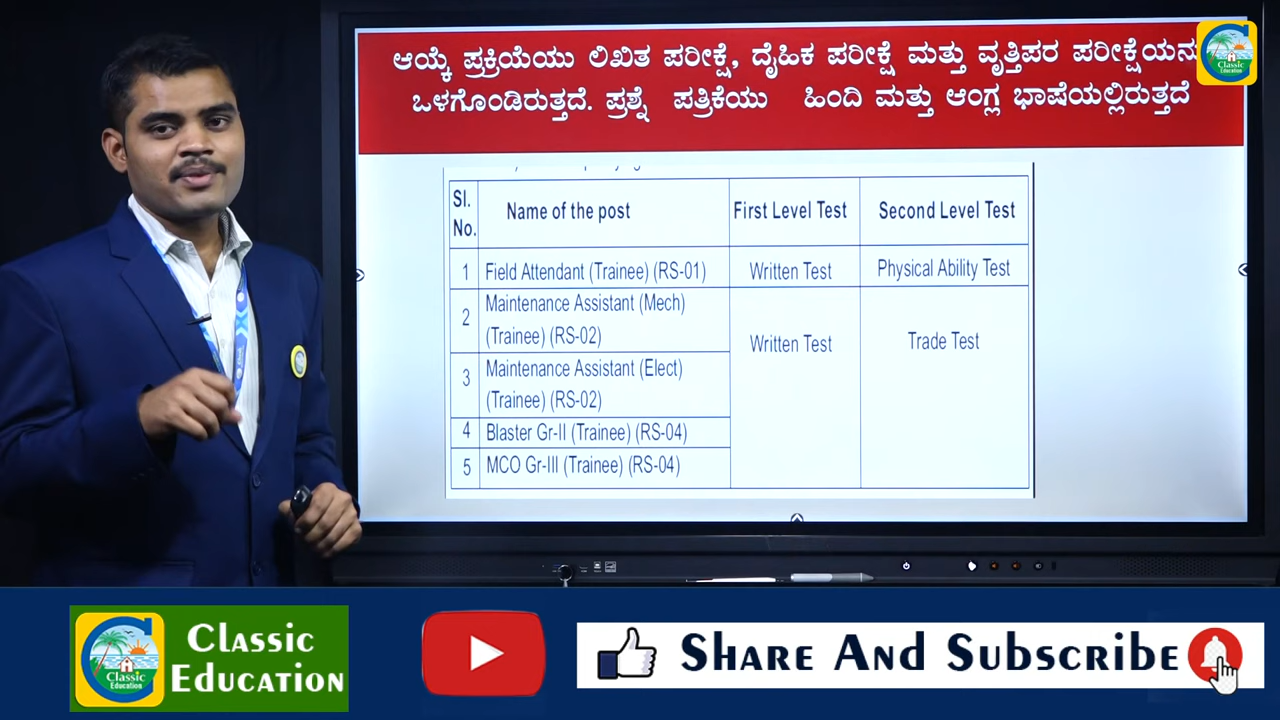 ಆಯ್ಕೆ ಪ್ರಕ್ರಿಯೆಯು ಲಿಖಿತ ಪರೀಕ್ಷೆ, ದೈಹಿಕ ಪರೀಕ್ಷೆ ಮತ್ತು ವೃತ್ತಿಪರ ಪರೀಕ್ಷೆಯನು
ಒಳಗೊಂಡಿರುತ್ತದೆ. ಪ್ರಶ್ನೆ ಪತ್ರಿಕೆಯು ಹಿಂದಿ ಮತ್ತು ಆಂಗ್ಲ ಭಾಷೆಯಲ್ಲಿರುತ್ತದೆ
Classic
Education
Sl. No. Name of the post First Level Test Second Level Test
1 Field Attendant (Trainee) (RS-01) Written Test Physical Ability Test
2 Maintenance Assistant (Mech)
(Trainee) (RS-02)
Written Test Trade Test
3 Maintenance Assistant (Elect)
(Trainee) (RS-02)
4 Blaster Gr-II (Trainee) (RS-04)
5 MCO Gr-III (Trainee) (RS-04)
Classic
Education
Classic
Education
Share And Subscribe